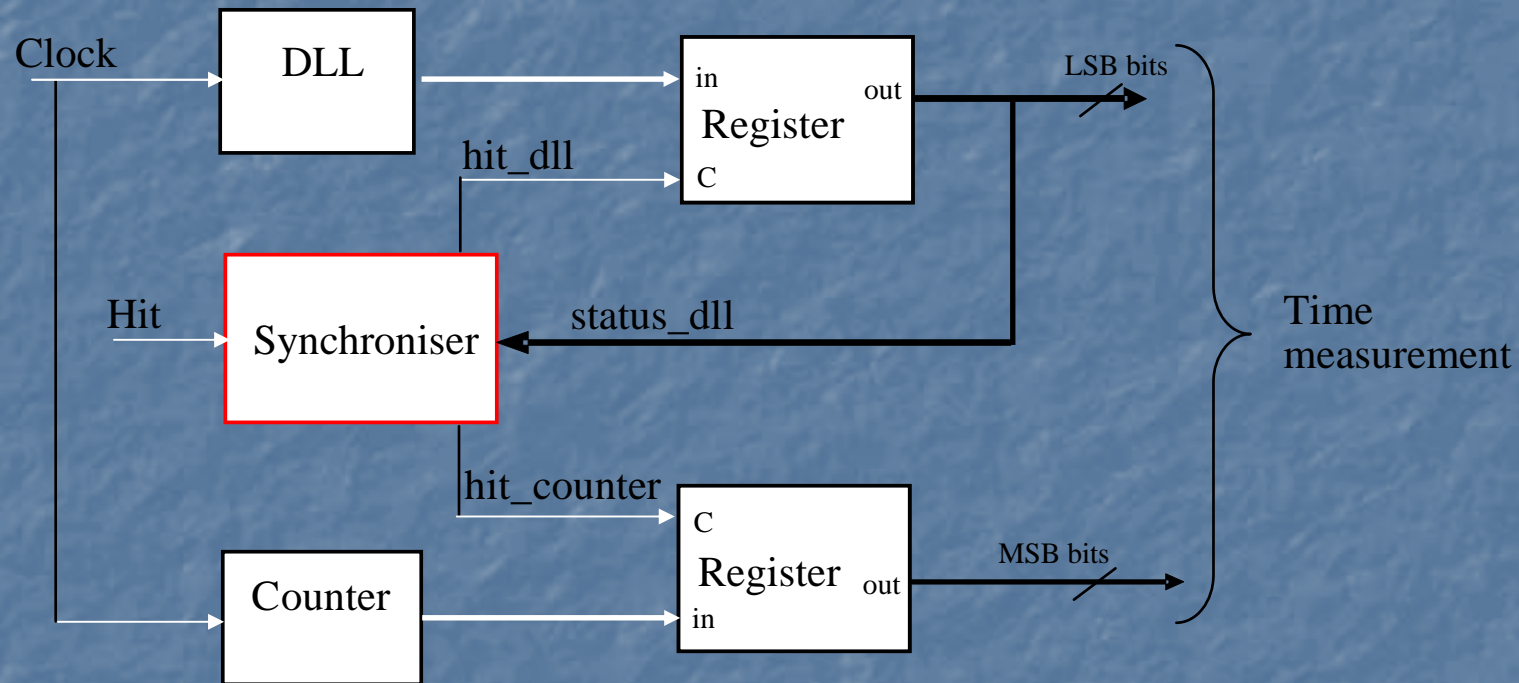 Clock
DLL
in
out
Register
C
LSB bits
hit_dll
Hit
Synchroniser
status_dll
Time
measurement
hit_counter
C
Register
out
in
MSB bits
Counter